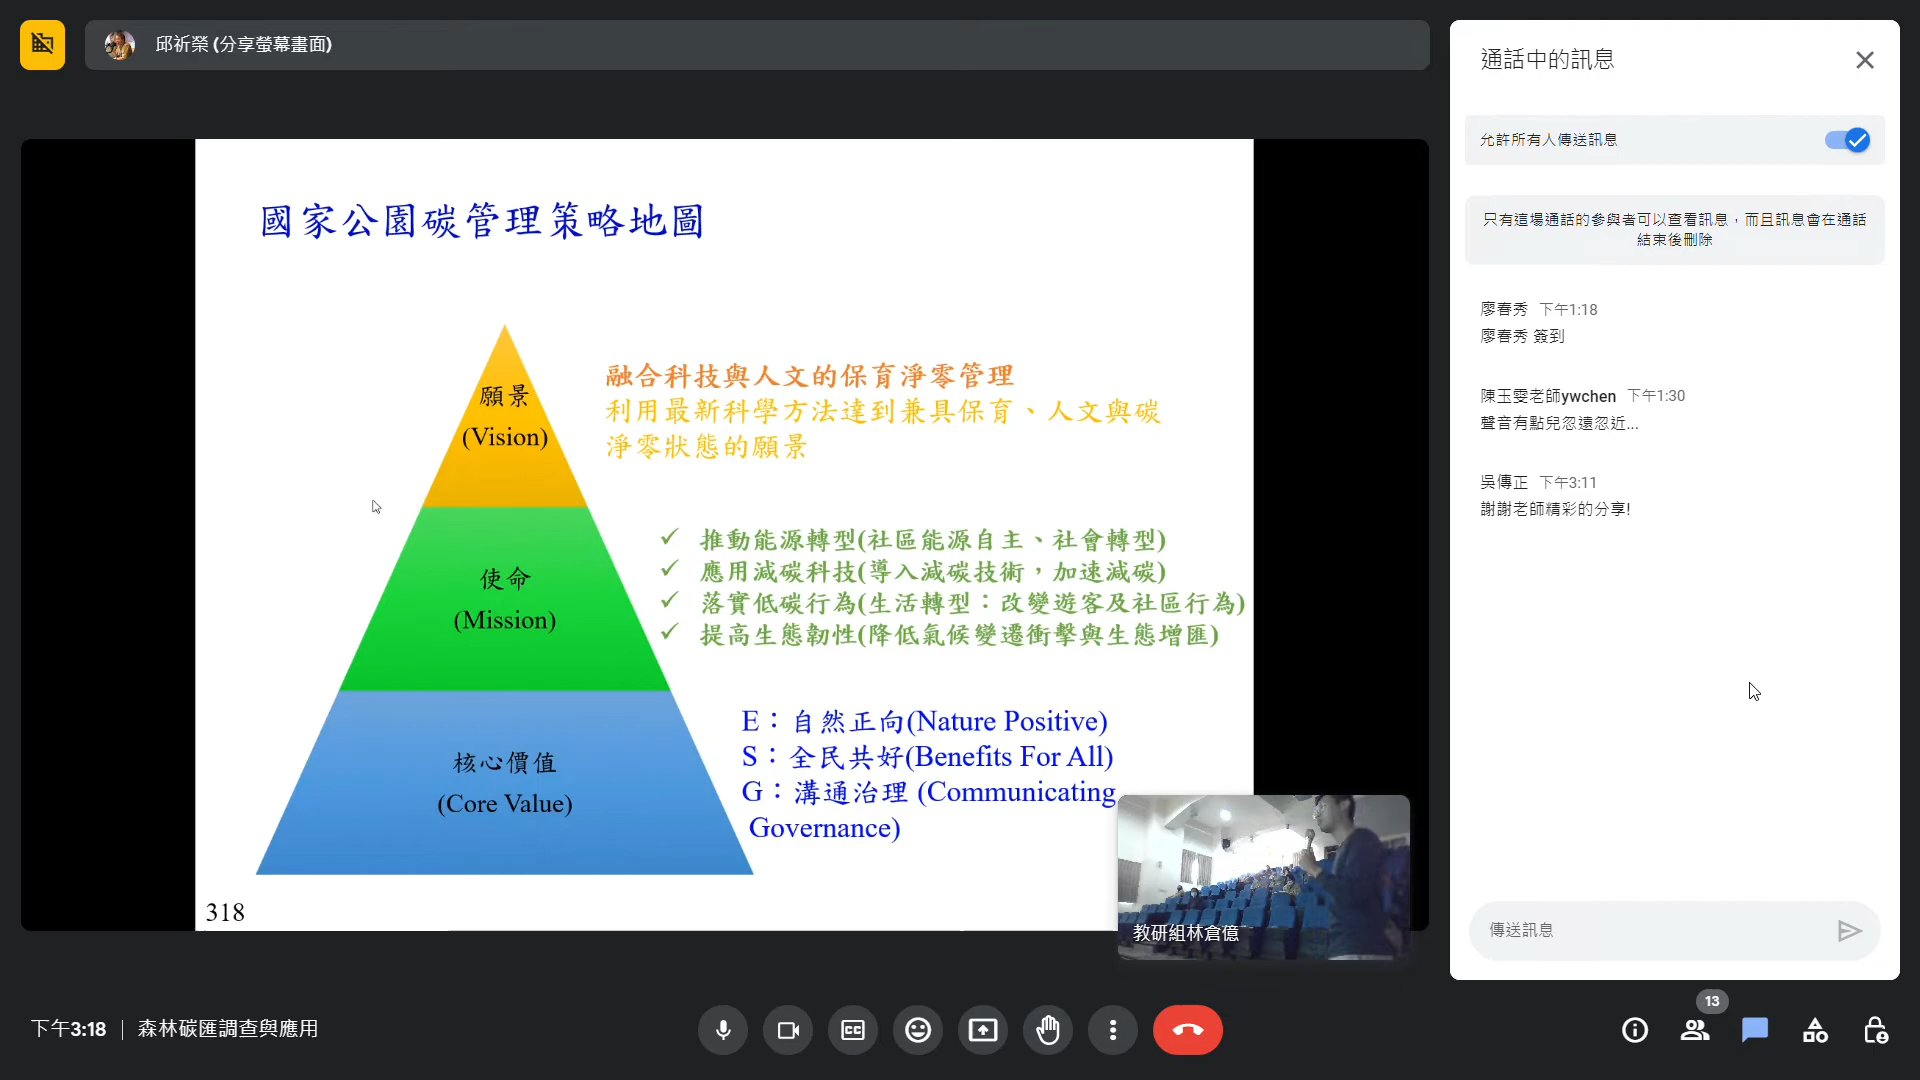 邱祈榮 (分享螢幕畫面)
國家公園碳管理策略地圖
願景
(Vision)
融合科技與人文的保育淨零管理
利用最新科學方法達到兼具保育、人文與碳
淨零狀態的願景
使命
(Mission)
✓ 推動能源轉型(社區能源自主、社會轉型)
✓ 應用減碳科技(導入減碳技術，加速減碳)
✓ 落實低碳行為(生活轉型：改變遊客及社區行為)
✓ 提高生態韌性(降低氣候變遷衝擊與生態增匯)
核心價值
(Core Value)
E：自然正向(Nature Positive)
S：全民共好(Benefits For All)
G：溝通治理 (Communicating
Governance)
318
教研組林倉億
通話中的訊息
允許所有人傳送訊息
只有這場通話的參與者可以查看訊息，而且訊息會在通話
結束後刪除
廖春秀 下午1:18
廖春秀 簽到
陳玉雯老師ywchen 下午1:30
聲音有點兒忽遠忽近...
吳傳正 下午3:11
謝謝老師精彩的分享!
傳送訊息
下午3:18 | 森林碳匯調查與應用
13